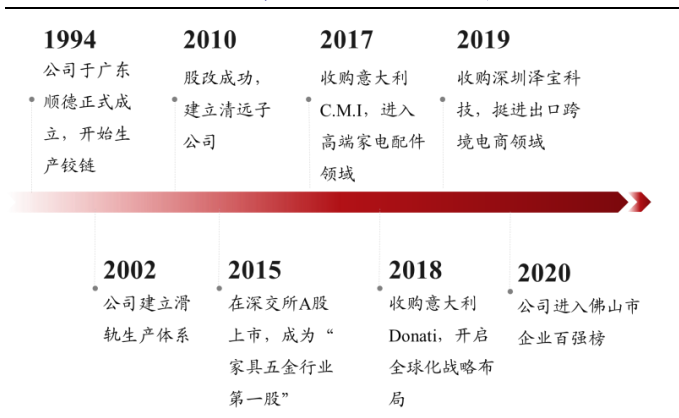 1994
公司于广东
顺德正式成
立，开始生
产铰链
2010
股改成功，
建立清远子
公司
2017
收购意大利
C.M.I，进入
高端家电配件
领域
2019
收购深圳泽宝科
技，挺进出口跨
境电商领域
2002
公司建立滑
轨生产体系
2015
在深交所A股
上市，成为“
家具五金行业
第一股”
2018
收购意大利
Donati，开启
全球化战略布
局
2020
公司进入佛山市
企业百强榜